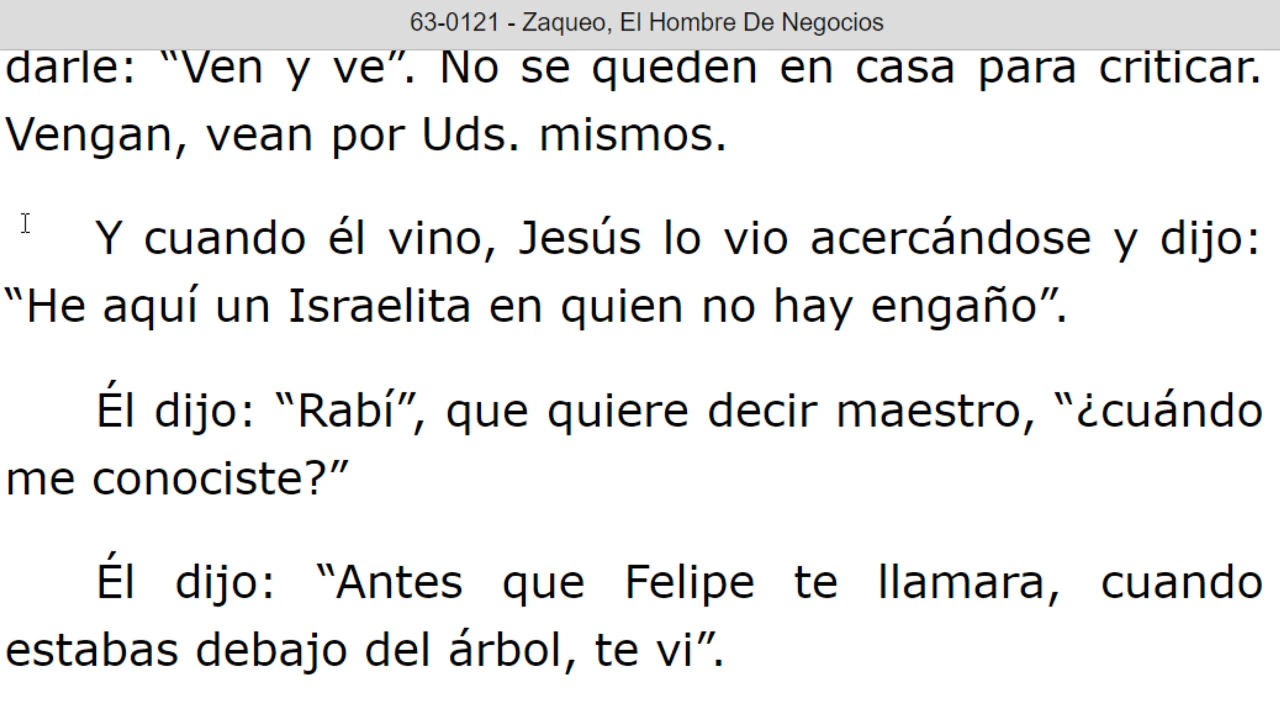 63-0121 - Zaqueo, El Hombre De Negocios
darle: “Ven y ve”. No se queden en casa para criticar.
Vengan, vean por Uds. mismos.
Y cuando él vino, Jesús lo vio acercándose y dijo:
“He aquí un Israelita en quien no hay engaño”.
Él dijo: “Rabí”, que quiere decir maestro, “¿cuándo
me conociste?”
Él dijo: “Antes que Felipe te llamara, cuando
estabas debajo del árbol, te vi”.